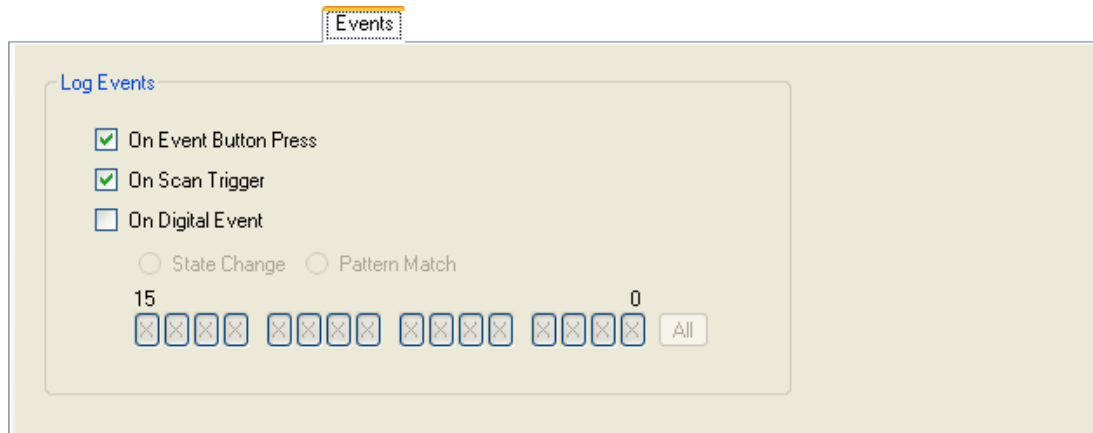 Events
Log Events
On Event Button Press
On Scan Trigger
On Digital Event
State Change Pattern Match
15 0
X X X X X X X X X X X X X X X X All